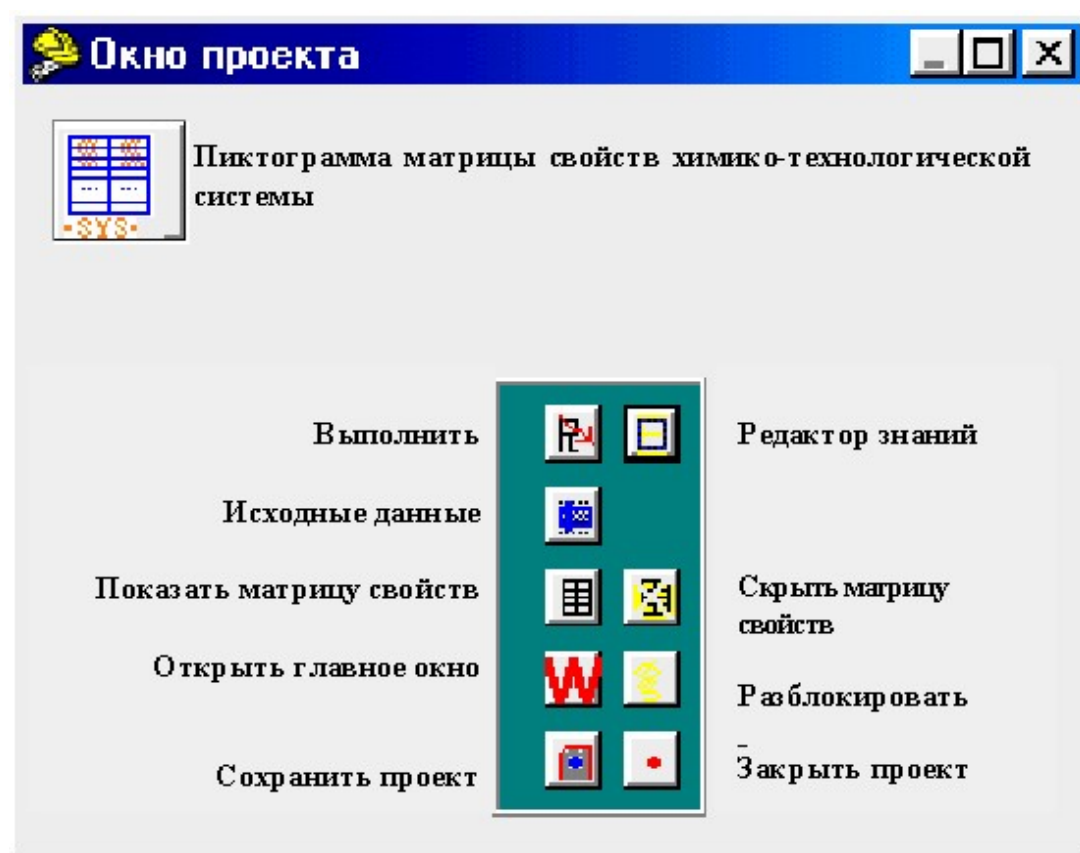 Окно проекта
Пиктограмма матрицы свойств химико-технологической
системы
•SYS•
Выполнить
Редактор знаний
Исходные данные
Показать матрицу свойств
Скрыть матрицу
свойств
Открыть главное окно
W
Разблокировать
Сохранить проект
Закрыть проект